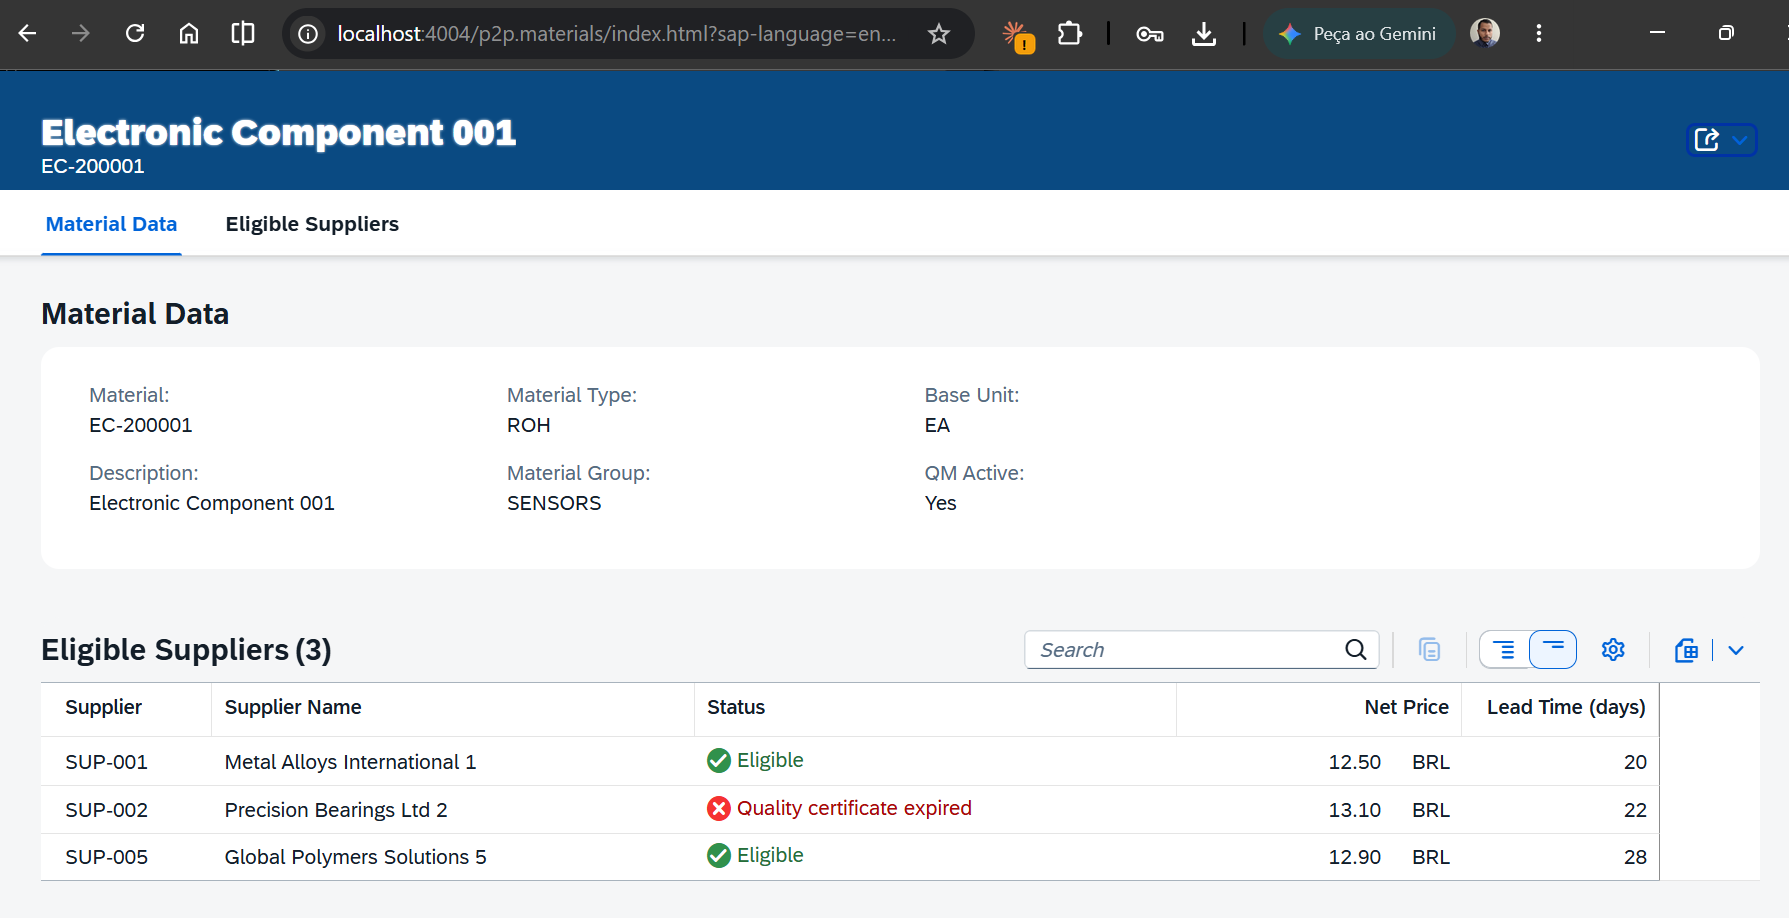 localhost:4004/p2p.materials/index.html?sap-language=en...
Peça ao Gemini
Electronic Component 001
EC-200001
Material Data
Eligible Suppliers
Material Data
Material:
EC-200001
Material Type:
ROH
Base Unit:
EA
Description:
Electronic Component 001
Material Group:
SENSORS
QM Active:
Yes
Eligible Suppliers (3)
Search
Supplier Supplier Name Status Net Price Lead Time (days)
SUP-001 Metal Alloys International 1 Eligible 12.50 BRL 20
SUP-002 Precision Bearings Ltd 2 Quality certificate expired 13.10 BRL 22
SUP-005 Global Polymers Solutions 5 Eligible 12.90 BRL 28